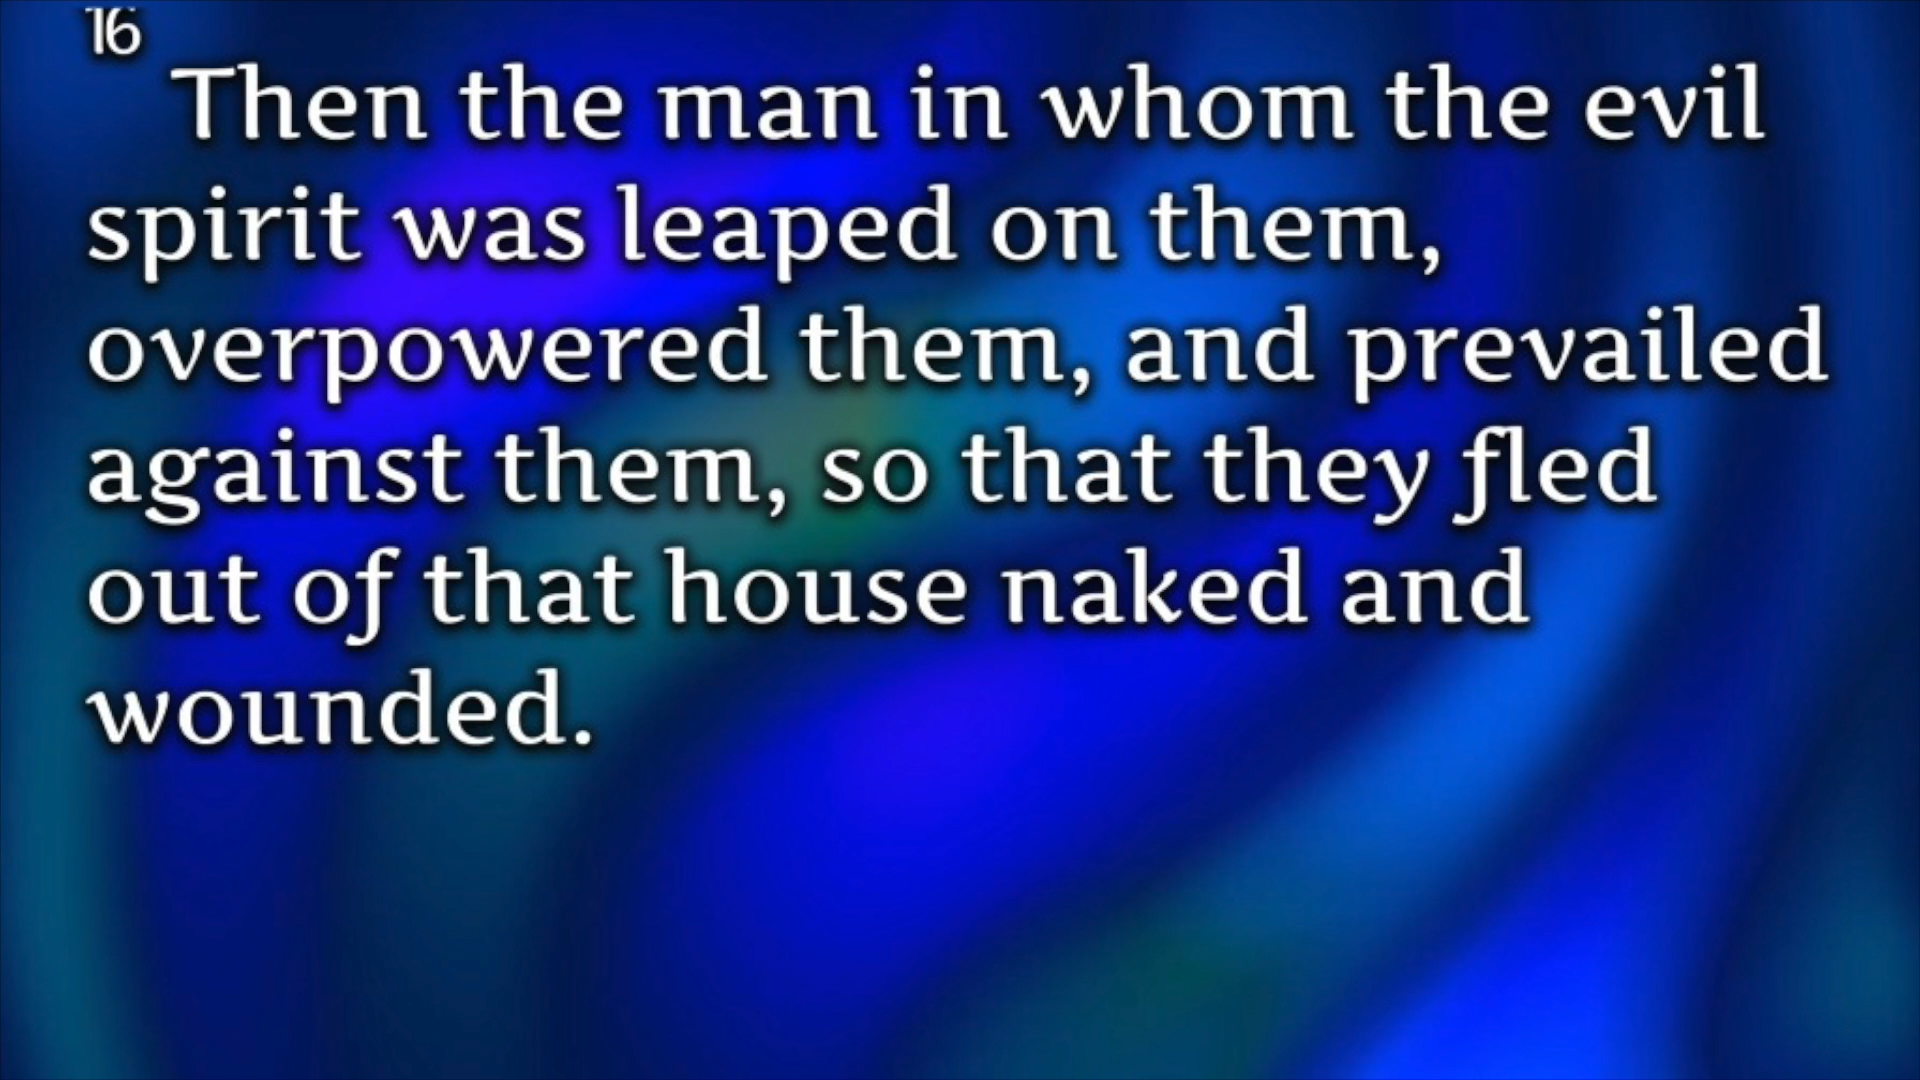 16
Then the man in whom the evil
spirit was leaped on them,
overpowered them, and prevailed
against them, so that they fled
out of that house naked and
wounded.